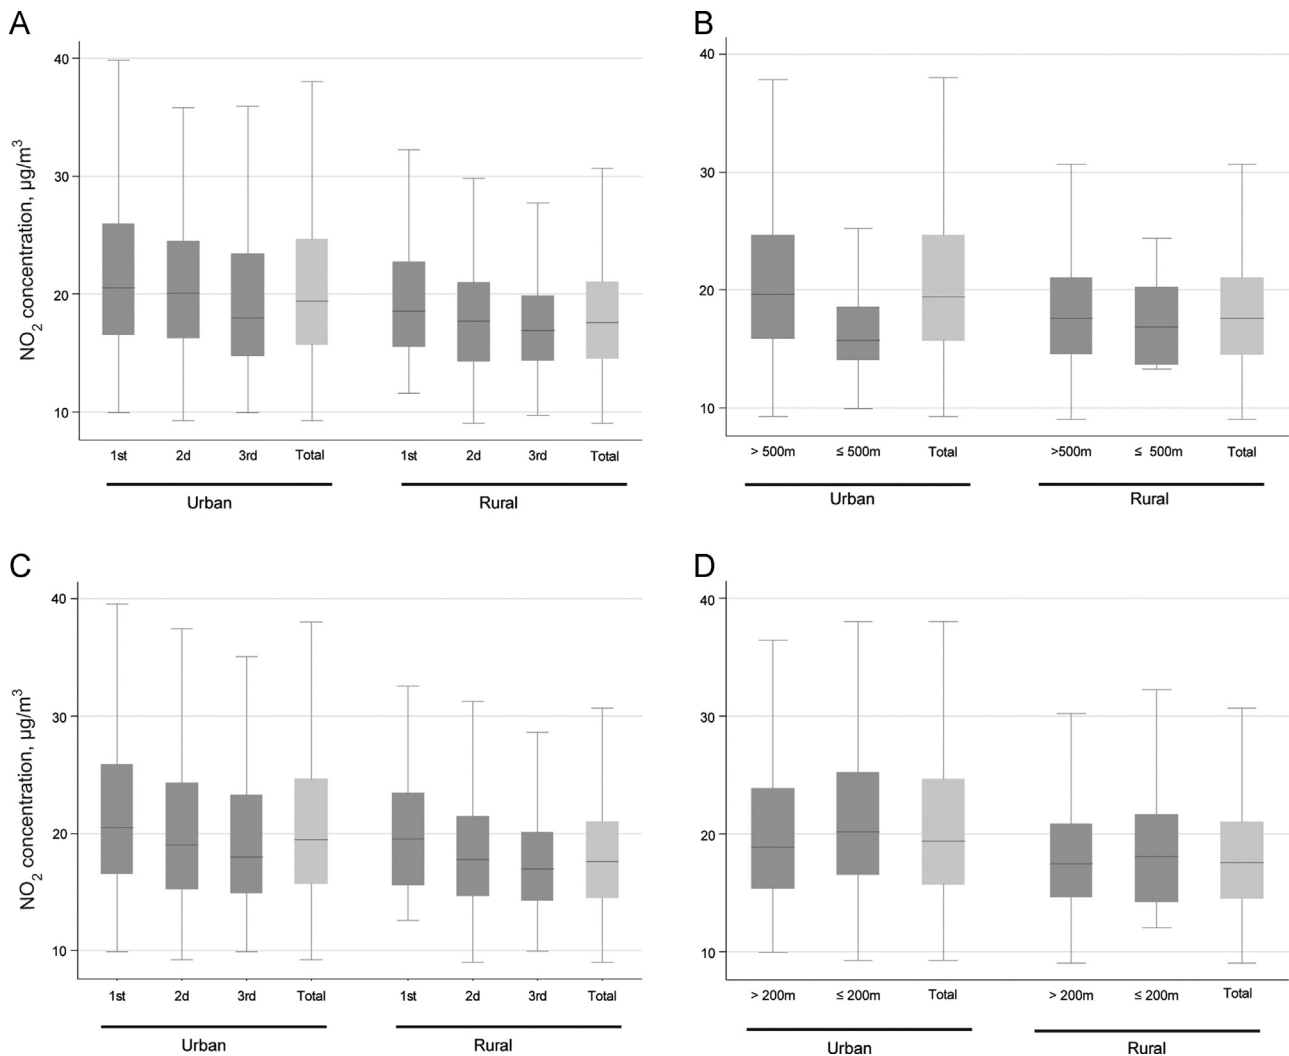 A
NO₂ concentration, µg/m³
40
30
20
10
1st 2d 3rd Total 1st 2d 3rd Total
Urban Rural
B
40
30
20
10
> 500m ≤ 500m Total >500m ≤ 500m Total
Urban Rural
C
NO₂ concentration, µg/m³
40
30
20
10
1st 2d 3rd Total 1st 2d 3rd Total
Urban Rural
D
40
30
20
10
> 200m ≤ 200m Total > 200m ≤ 200m Total
Urban Rural